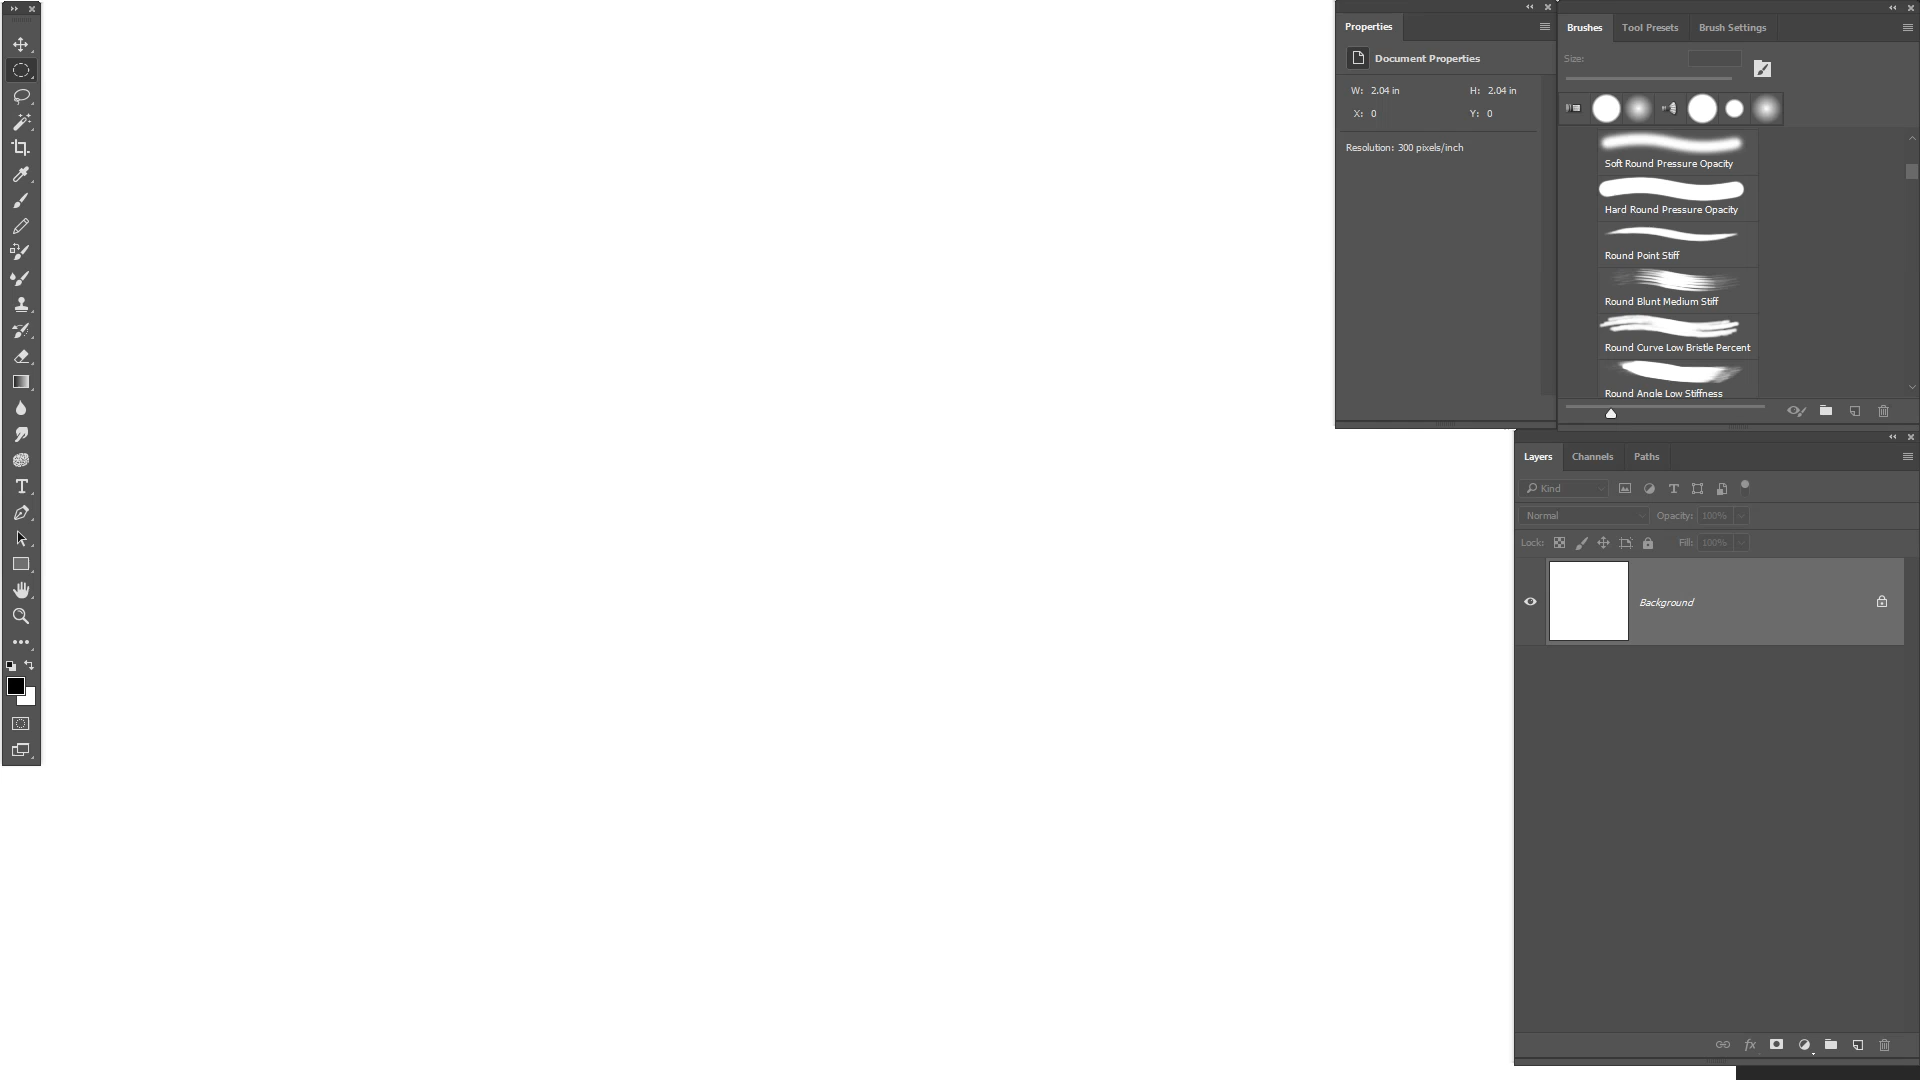 Properties
Document Properties
W: 2.04 in H: 2.04 in
X: 0 Y: 0
Resolution: 300 pixels/inch
Brushes Tool Presets Brush Settings
Size:
Soft Round Pressure Opacity
Hard Round Pressure Opacity
Round Point Stiff
Round Blunt Medium Stiff
Round Curve Low Bristle Percent
Round Angle Low Stiffness
Layers Channels Paths
Kind
Normal Opacity: 100%
Lock: Fill: 100%
Background